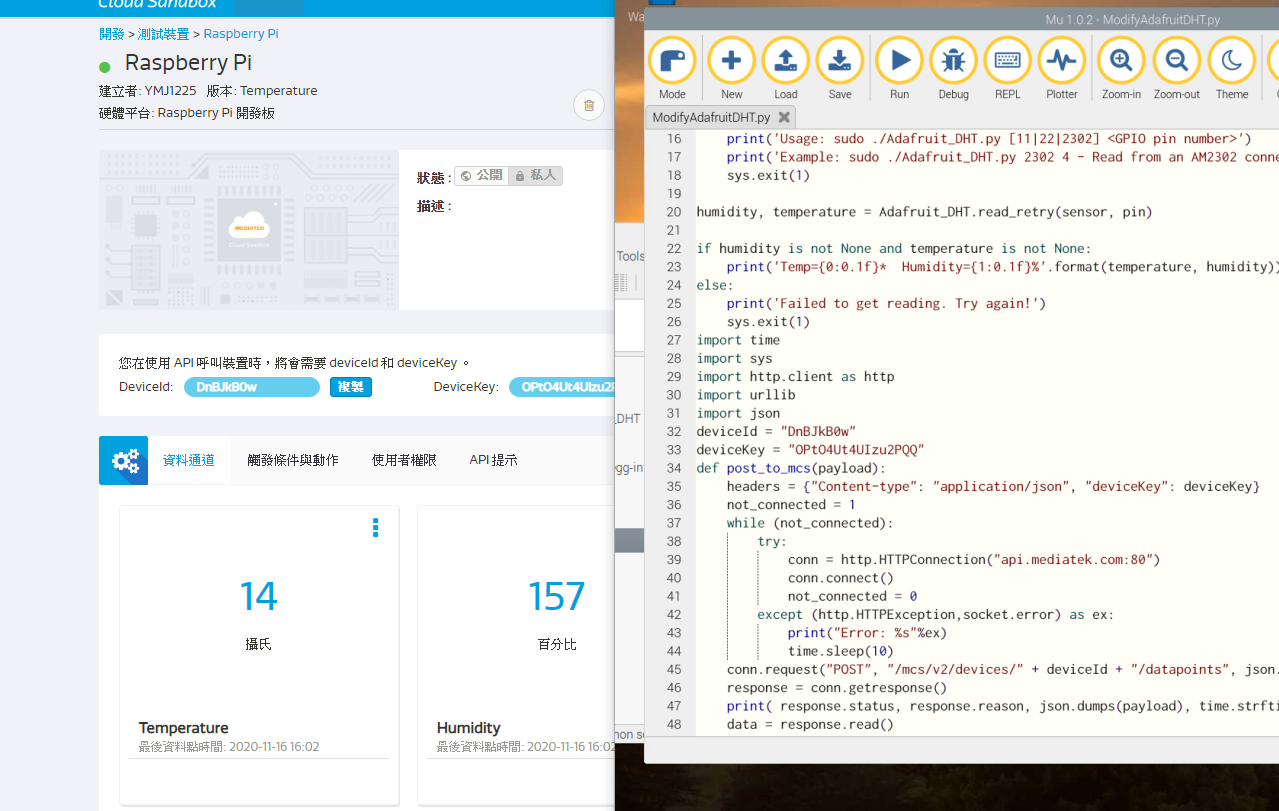 Cloud Sandbox
開發 > 測試裝置 > Raspberry Pi
Raspberry Pi
建立者: YMJ1225 版本: Temperature
硬體平台: Raspberry Pi 開發板
MEDIATEK
Cloud Sandbox
狀態 : 公開 私人
描述 :
您在使用 API 呼叫裝置時，將會需要 deviceId 和 deviceKey 。
DeviceId: DnBJkB0w 複製 DeviceKey: OPtO4Ut4UIzu2P
資料通道 觸發條件與動作 使用者權限 API 提示
14
攝氏
Temperature
最後資料點時間: 2020-11-16 16:02
157
百分比
Humidity
最後資料點時間: 2020-11-16 16:02
Wa
Tools
_DHT
Mu 1.0.2 - ModifyAdafruitDHT.py
Mode New Load Save Run Debug REPL Plotter Zoom-in Zoom-out Theme
ModifyAdafruitDHT.py
16 print('Usage: sudo ./Adafruit_DHT.py [11|22|2302] <GPIO pin number>')
17 print('Example: sudo ./Adafruit_DHT.py 2302 4 - Read from an AM2302 conne
18 sys.exit(1)
19
20 humidity, temperature = Adafruit_DHT.read_retry(sensor, pin)
21
22 if humidity is not None and temperature is not None:
23 print('Temp={0:0.1f}* Humidity={1:0.1f}%'.format(temperature, humidity))
24 else:
25 print('Failed to get reading. Try again!')
26 sys.exit(1)
27 import time
28 import sys
29 import http.client as http
30 import urllib
31 import json
32 deviceId = "DnBJkB0w"
33 deviceKey = "OPtO4Ut4UIzu2PQQ"
34 def post_to_mcs(payload):
35 headers = {"Content-type": "application/json", "deviceKey": deviceKey}
36 not_connected = 1
37 while (not_connected):
38 try:
39 conn = http.HTTPConnection("api.mediatek.com:80")
40 conn.connect()
41 not_connected = 0
42 except (http.HTTPException,socket.error) as ex:
43 print("Error: %s"%ex)
44 time.sleep(10)
45 conn.request("POST", "/mcs/v2/devices/" + deviceId + "/datapoints", json.
46 response = conn.getresponse()
47 print( response.status, response.reason, json.dumps(payload), time.strfti
48 data = response.read()